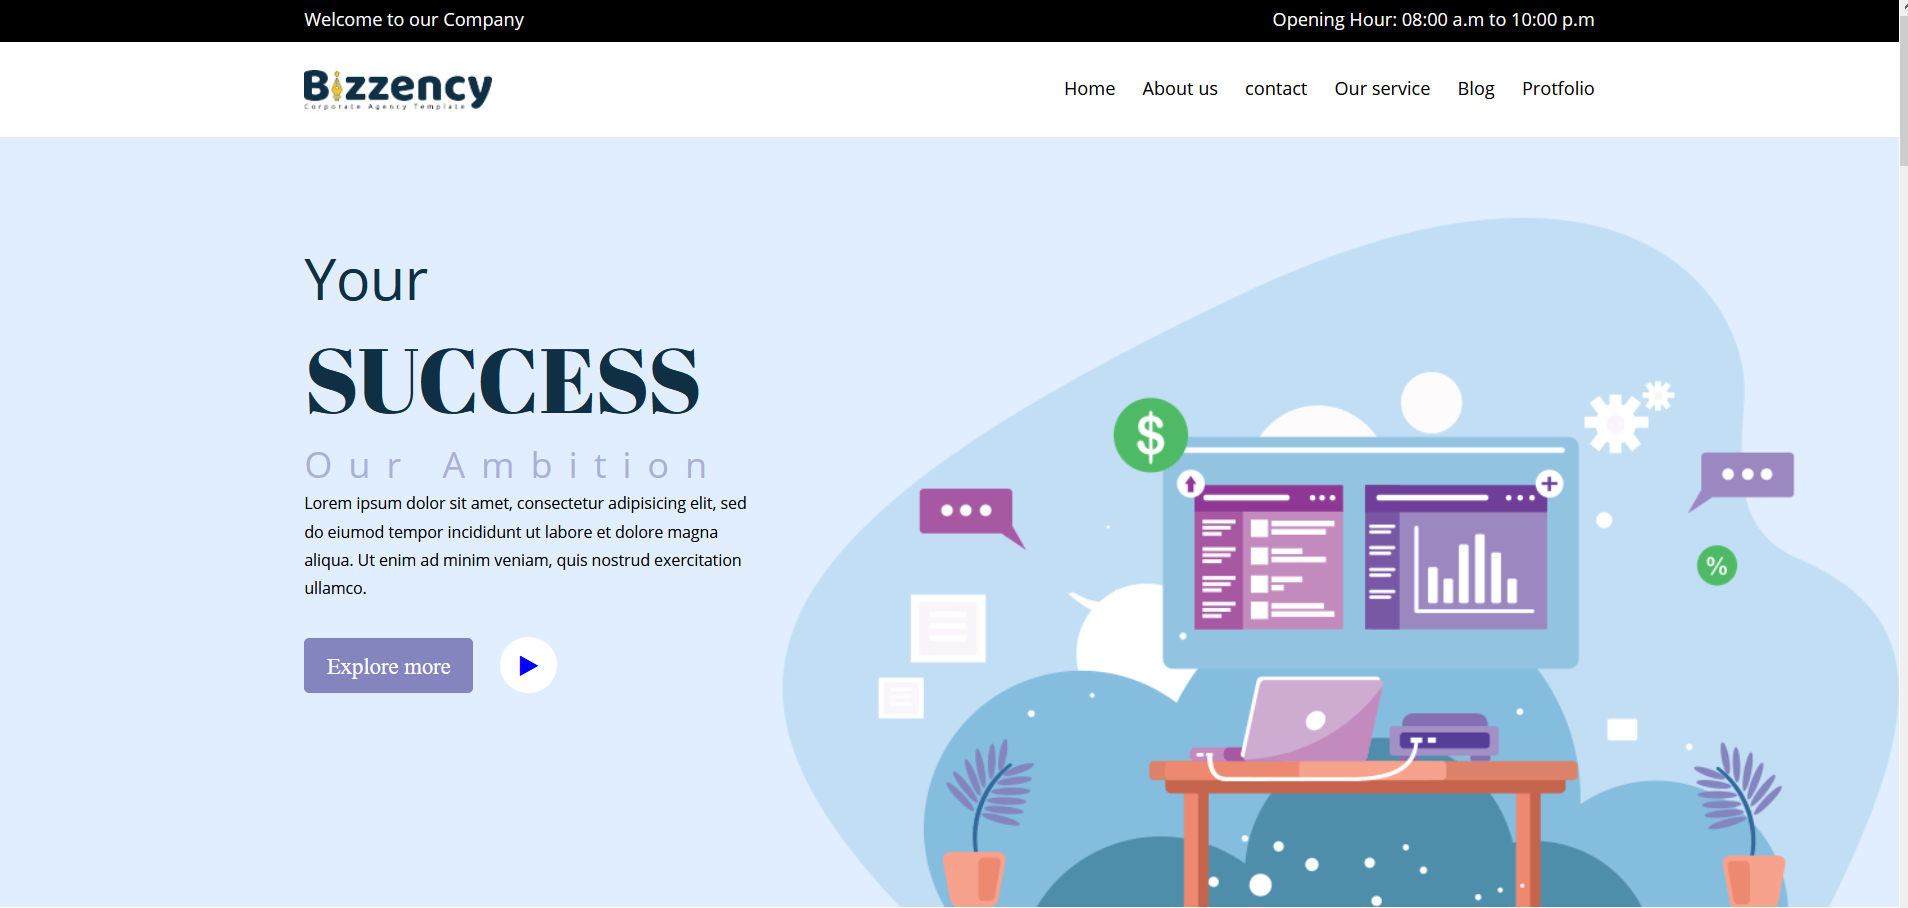 Welcome to our Company
Opening Hour: 08:00 a.m to 10:00 p.m
Bizzency
Corporate Agency Template
Home About us contact Our service Blog Protfolio
Your
SUCCESS
Our Ambition
Lorem ipsum dolor sit amet, consectetur adipisicing elit, sed
do eiumod tempor incididunt ut labore et dolore magna
aliqua. Ut enim ad minim veniam, quis nostrud exercitation
ullamco.
Explore more
$
%